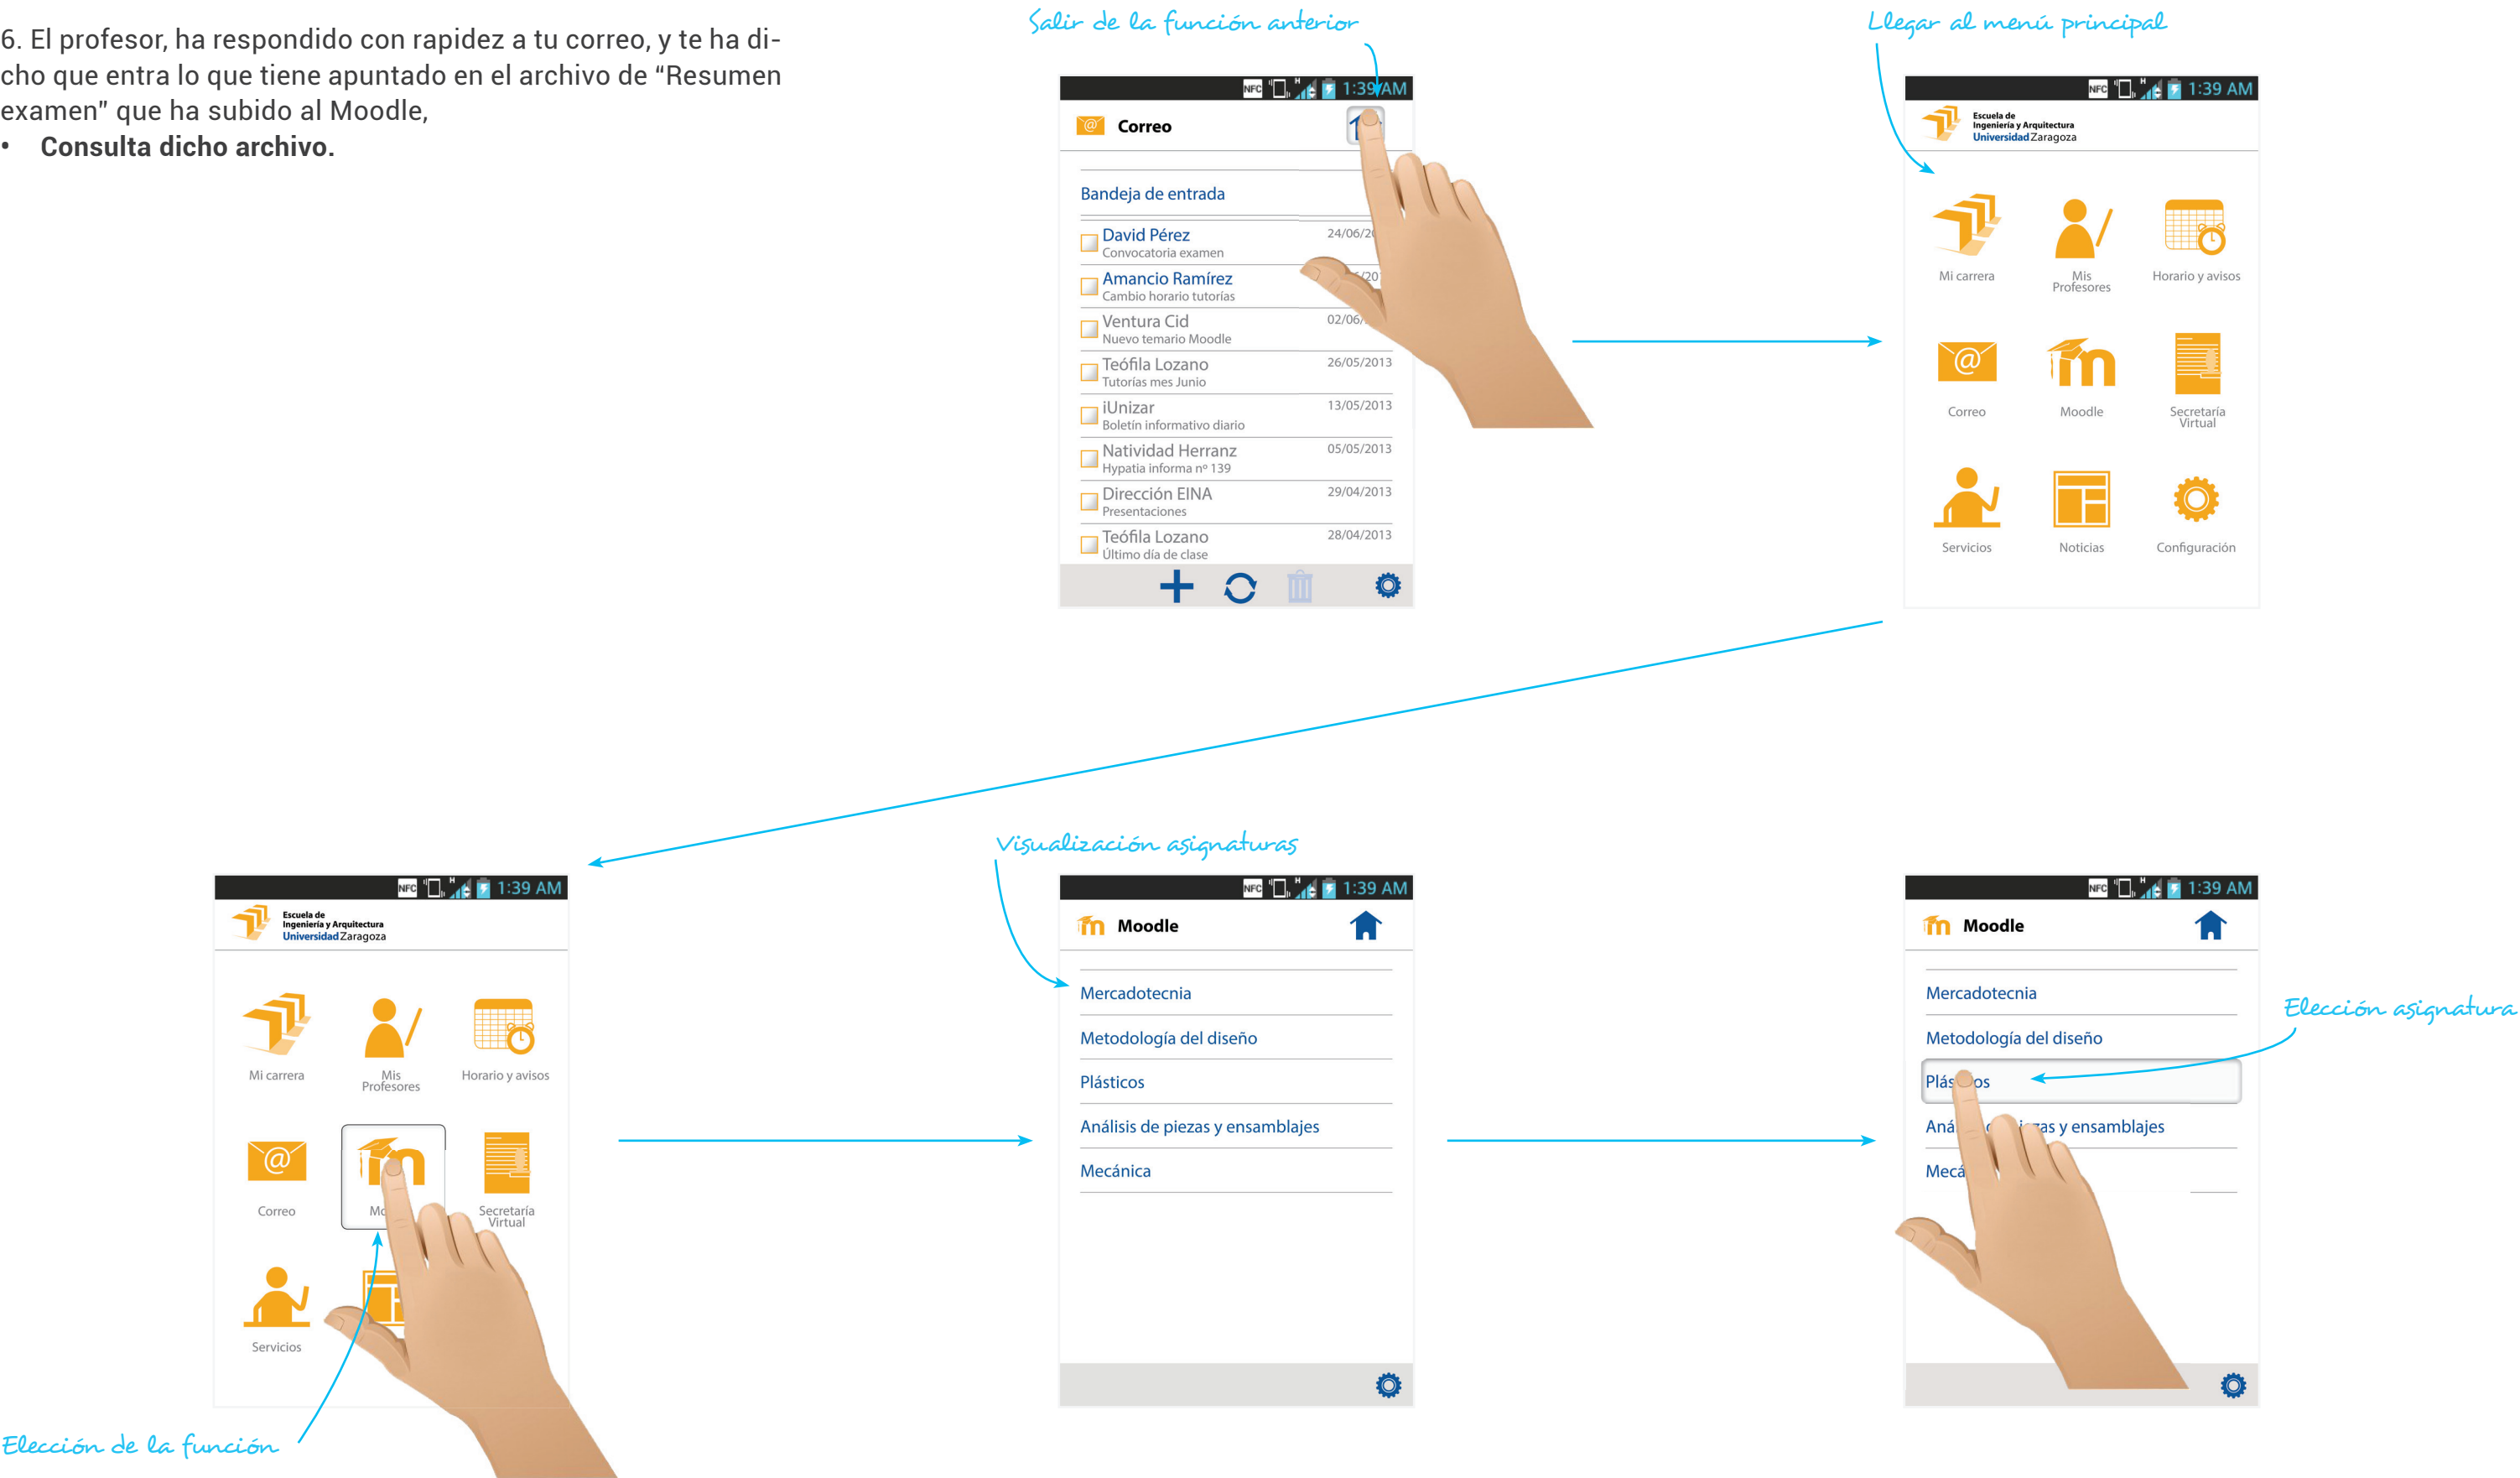 6. El profesor, ha respondido con rapidez a tu correo, y te ha di-
cho que entra lo que tiene apuntado en el archivo de “Resumen
examen" que ha subido al Moodle,
• Consulta dicho archivo.
Salir de la función anterior
NFC H 1:39 AM
Correo
Bandeja de entrada
David Pérez
Convocatoria examen
Amancio Ramírez
Cambio horario tutorías
Ventura Cid
Nuevo temario Moodle
Teófila Lozano 26/05/2013
Tutorías mes Junio
iUnizar 13/05/2013
Boletín informativo diario
Natividad Herranz 05/05/2013
Hypatia informa nº 139
Dirección EINA 29/04/2013
Presentaciones
Teófila Lozano 28/04/2013
Último día de clase
Llegar al menú principal
NFC H 1:39 AM
Escuela de
Ingeniería y Arquitectura
Universidad Zaragoza
Mi carrera
Mis
Profesores
Horario y avisos
Correo
Moodle
Secretaría
Virtual
Servicios
Noticias
Configuración
NFC H 1:39 AM
Escuela de
Ingeniería y Arquitectura
Universidad Zaragoza
Mi carrera
Mis
Profesores
Horario y avisos
Correo
Secretaría
Virtual
Servicios
Elección de la función
Visualización asignaturas
NFC H 1:39 AM
Moodle
Mercadotecnia
Metodología del diseño
Plásticos
Análisis de piezas y ensamblajes
Mecánica
NFC H 1:39 AM
Moodle
Mercadotecnia
Metodología del diseño
y ensamblajes
Elección asignatura